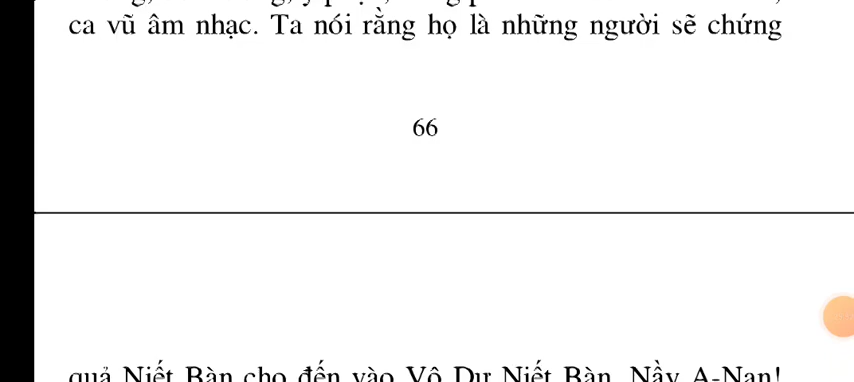 ca vũ âm nhạc. Ta nói rằng họ là những người sẽ chứng
66
quả Niết Bàn cho đến vào Vô Dư Niết Bàn. Nầy A-Nan!